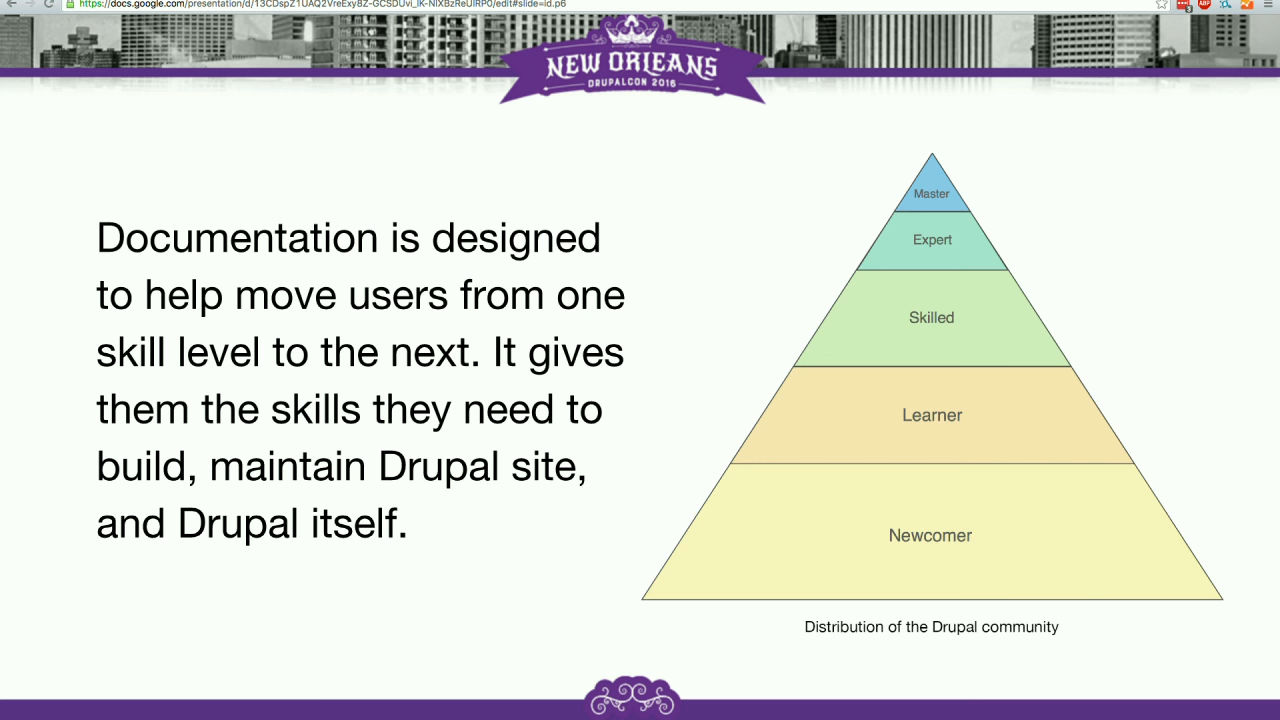 NEW ORLEANS
DRUPALCON 2016
Documentation is designed
to help move users from one
skill level to the next. It gives
them the skills they need to
build, maintain Drupal site,
and Drupal itself.
Master
Expert
Skilled
Learner
Newcomer
Distribution of the Drupal community